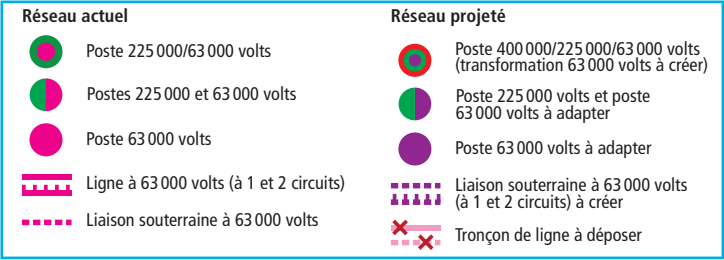 Réseau actuel
Poste 225 000/63 000 volts
Postes 225 000 et 63 000 volts
Poste 63 000 volts
Ligne à 63 000 volts (à 1 et 2 circuits)
Liaison souterraine à 63 000 volts
Réseau projeté
Poste 400 000/225 000/63 000 volts
(transformation 63 000 volts à créer)
Poste 225 000 volts et poste
63 000 volts à adapter
Poste 63 000 volts à adapter
Liaison souterraine à 63 000 volts
(à 1 et 2 circuits) à créer
Tronçon de ligne à déposer